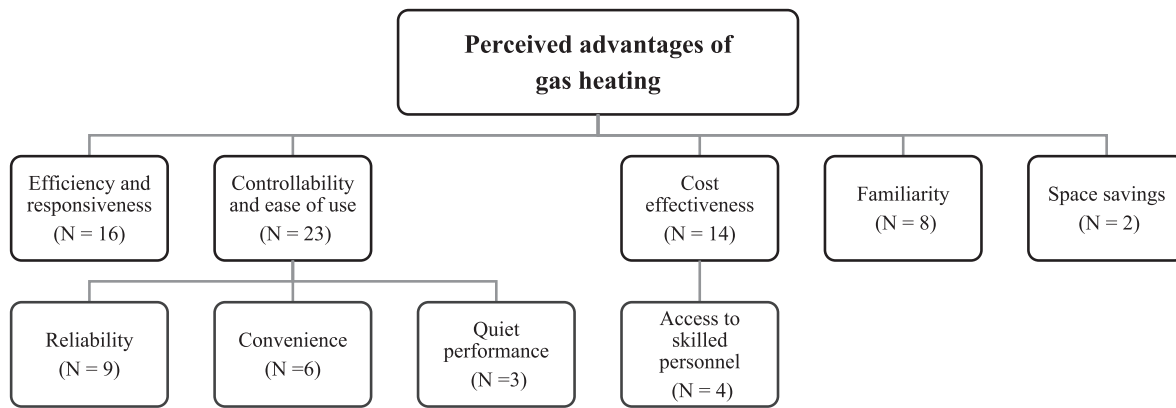 Perceived advantages of
gas heating
Efficiency and
responsiveness
(N = 16)
Controllability
and ease of use
(N = 23)
Cost
effectiveness
(N = 14)
Familiarity
(N = 8)
Space savings
(N = 2)
Reliability
(N = 9)
Convenience
(N =6)
Quiet
performance
(N =3)
Access to
skilled
personnel
(N = 4)